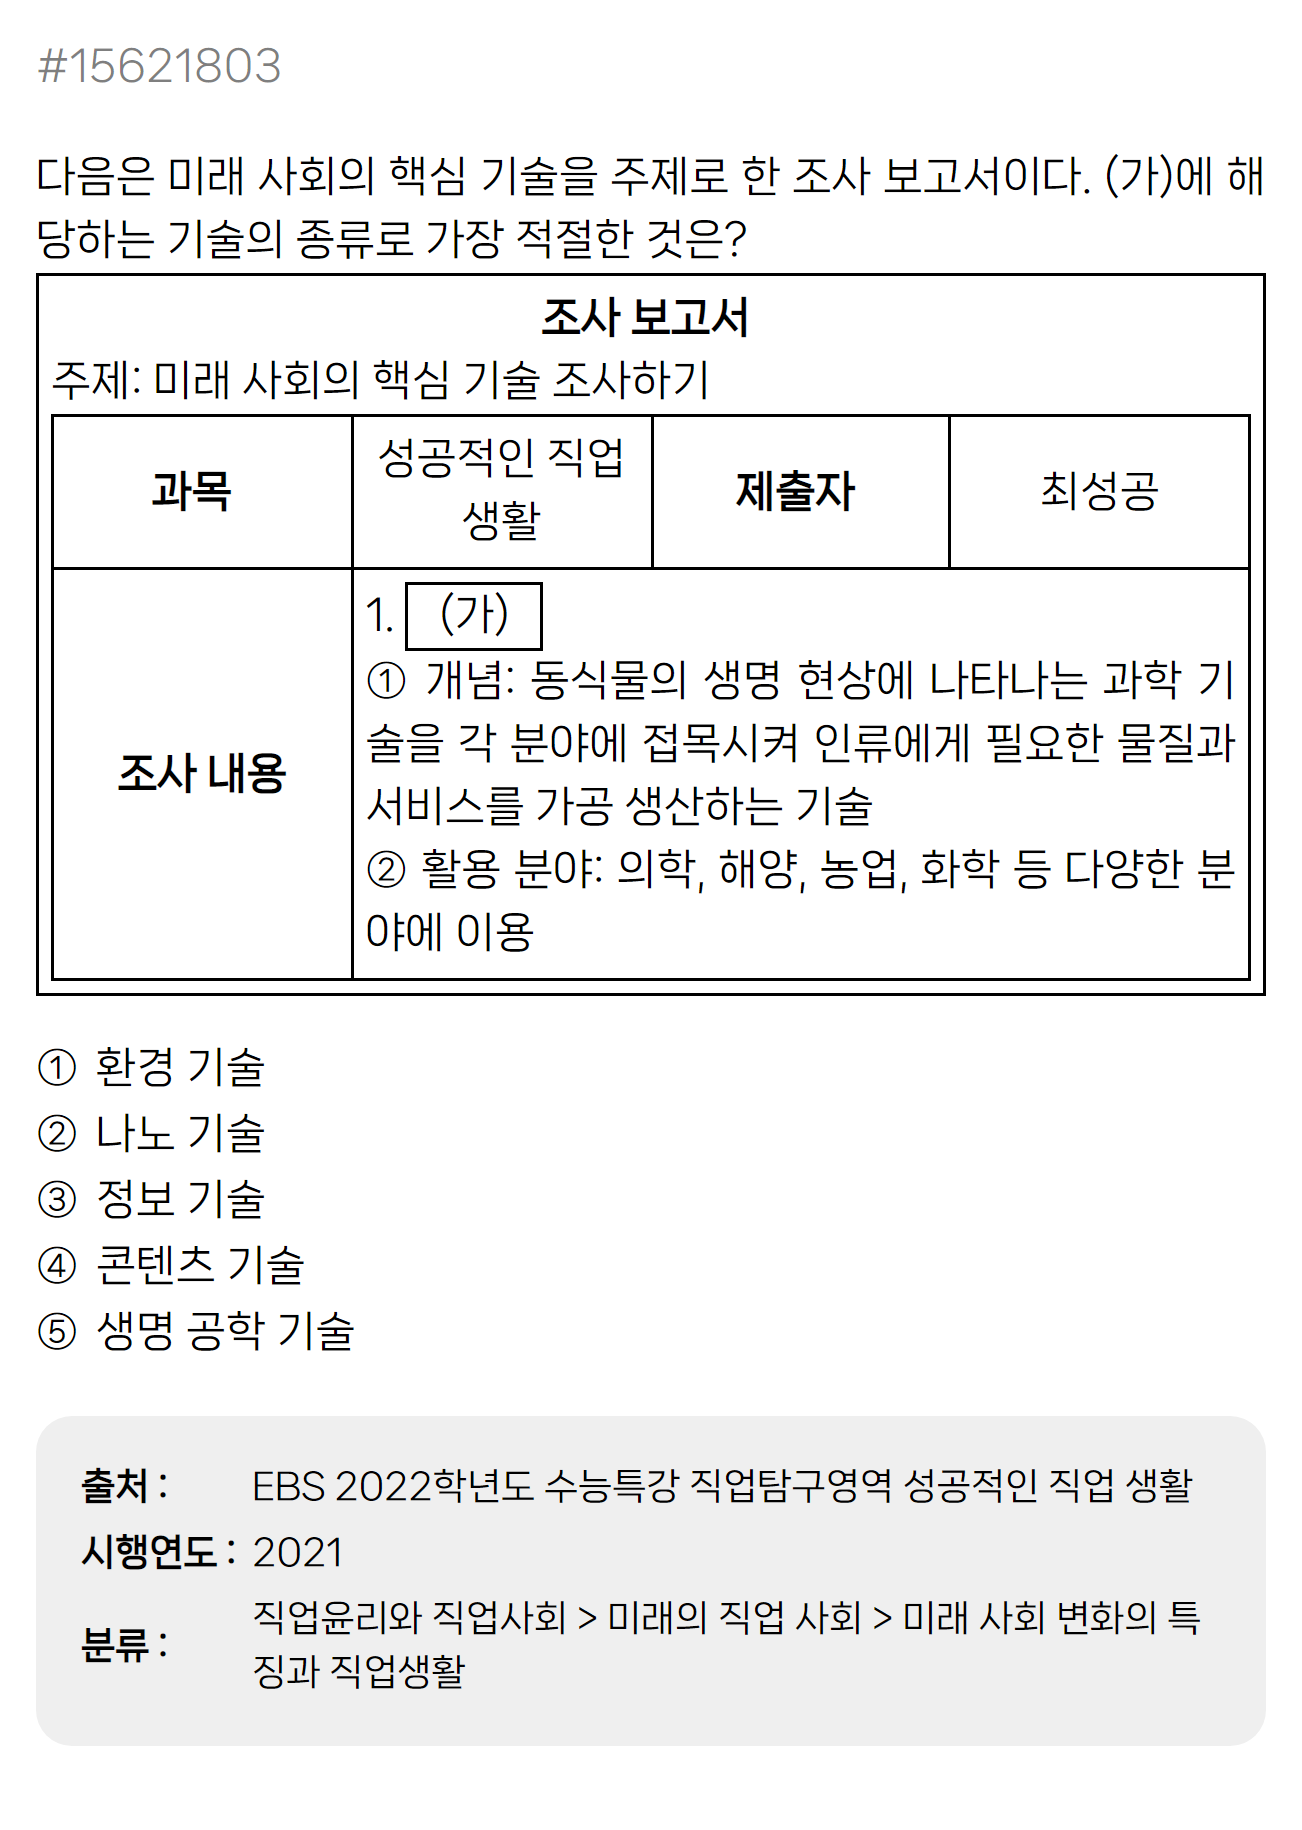 #15621803
다음은 미래 사회의 핵심 기술을 주제로 한 조사 보고서이다. (가)에 해
당하는 기술의 종류로 가장 적절한 것은?
조사 보고서
주제: 미래 사회의 핵심 기술 조사하기
과목
성공적인 직업
생활
제출자
최성공
조사 내용
1. (가)
① 개념: 동식물의 생명 현상에 나타나는 과학 기
술을 각 분야에 접목시켜 인류에게 필요한 물질과
서비스를 가공 생산하는 기술
② 활용 분야: 의학, 해양, 농업, 화학 등 다양한 분
야에 이용
① 환경 기술
② 나노 기술
③ 정보 기술
④ 콘텐츠 기술
⑤ 생명 공학 기술
출처 : EBS 2022학년도 수능특강 직업탐구영역 성공적인 직업 생활
시행연도 : 2021
분류 : 직업윤리와 직업사회 > 미래의 직업 사회 > 미래 사회 변화의 특
징과 직업생활